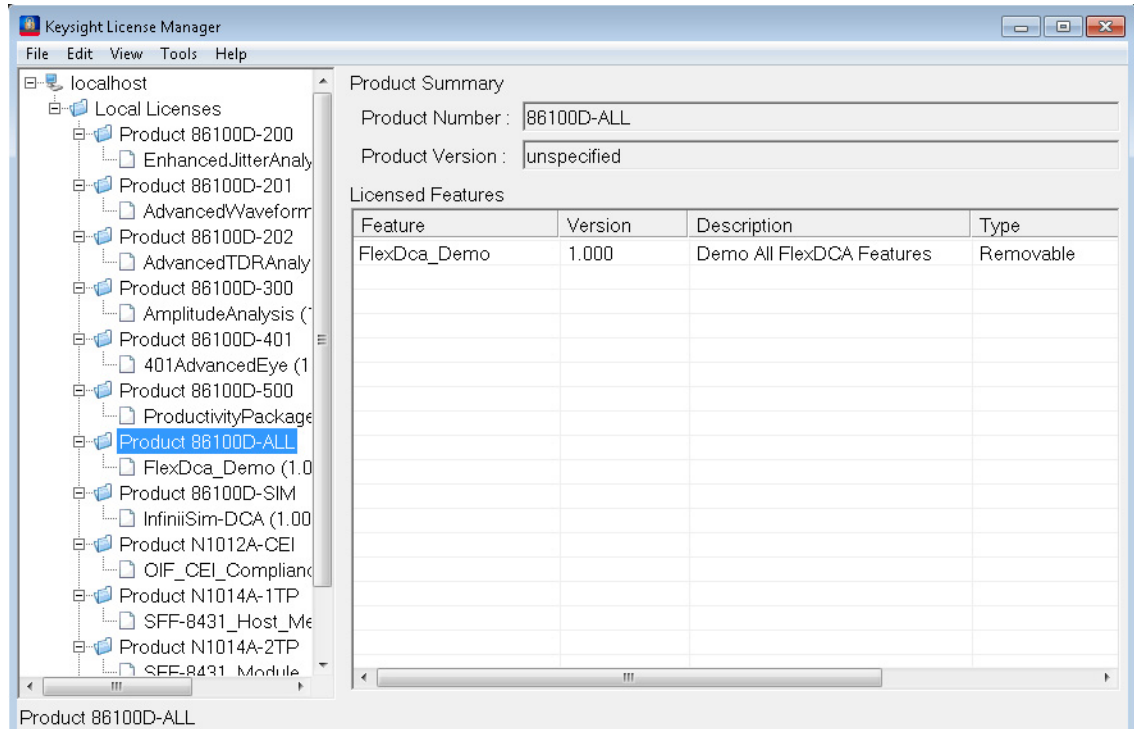 Keysight License Manager
File Edit View Tools Help
localhost
Local Licenses
Product 86100D-200
EnhancedJitterAnaly
Product 86100D-201
AdvancedWaveform
Product 86100D-202
AdvancedTDRAnaly
Product 86100D-300
AmplitudeAnalysis (
Product 86100D-401
401AdvancedEye (1
Product 86100D-500
ProductivityPackage
Product 86100D-ALL
FlexDca_Demo (1.0
Product 86100D-SIM
InfiniiSim-DCA (1.00
Product N1012A-CEI
OIF_CEI_Complianc
Product N1014A-1TP
SFF-8431_Host_Me
Product N1014A-2TP
SFF-8431_Module
Product Summary
Product Number : 86100D-ALL
Product Version : unspecified
Licensed Features
Feature Version Description Type
FlexDca_Demo 1.000 Demo All FlexDCA Features Removable
Product 86100D-ALL